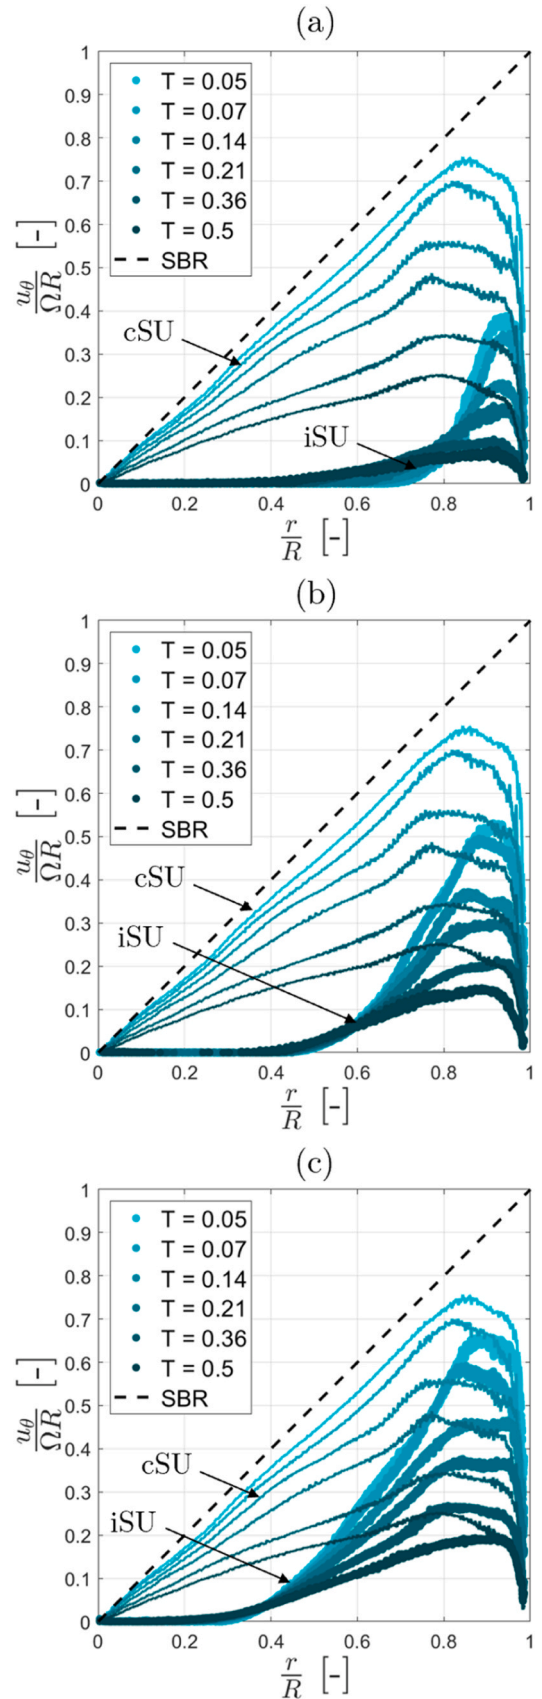 (a)
1
0.9
0.8
0.7
0.6
0.5
0.4
0.3
0.2
0.1
0
T = 0.05
T = 0.07
T = 0.14
T = 0.21
T = 0.36
T = 0.5
SBR
cSU
iSU
u_θ/ΩR [-]
0 0.2 0.4 0.6 0.8 1
r/R [-]
(b)
1
0.9
0.8
0.7
0.6
0.5
0.4
0.3
0.2
0.1
0
T = 0.05
T = 0.07
T = 0.14
T = 0.21
T = 0.36
T = 0.5
SBR
cSU
iSU
u_θ/ΩR [-]
0 0.2 0.4 0.6 0.8 1
r/R [-]
(c)
1
0.9
0.8
0.7
0.6
0.5
0.4
0.3
0.2
0.1
0
T = 0.05
T = 0.07
T = 0.14
T = 0.21
T = 0.36
T = 0.5
SBR
cSU
iSU
u_θ/ΩR [-]
0 0.2 0.4 0.6 0.8 1
r/R [-]